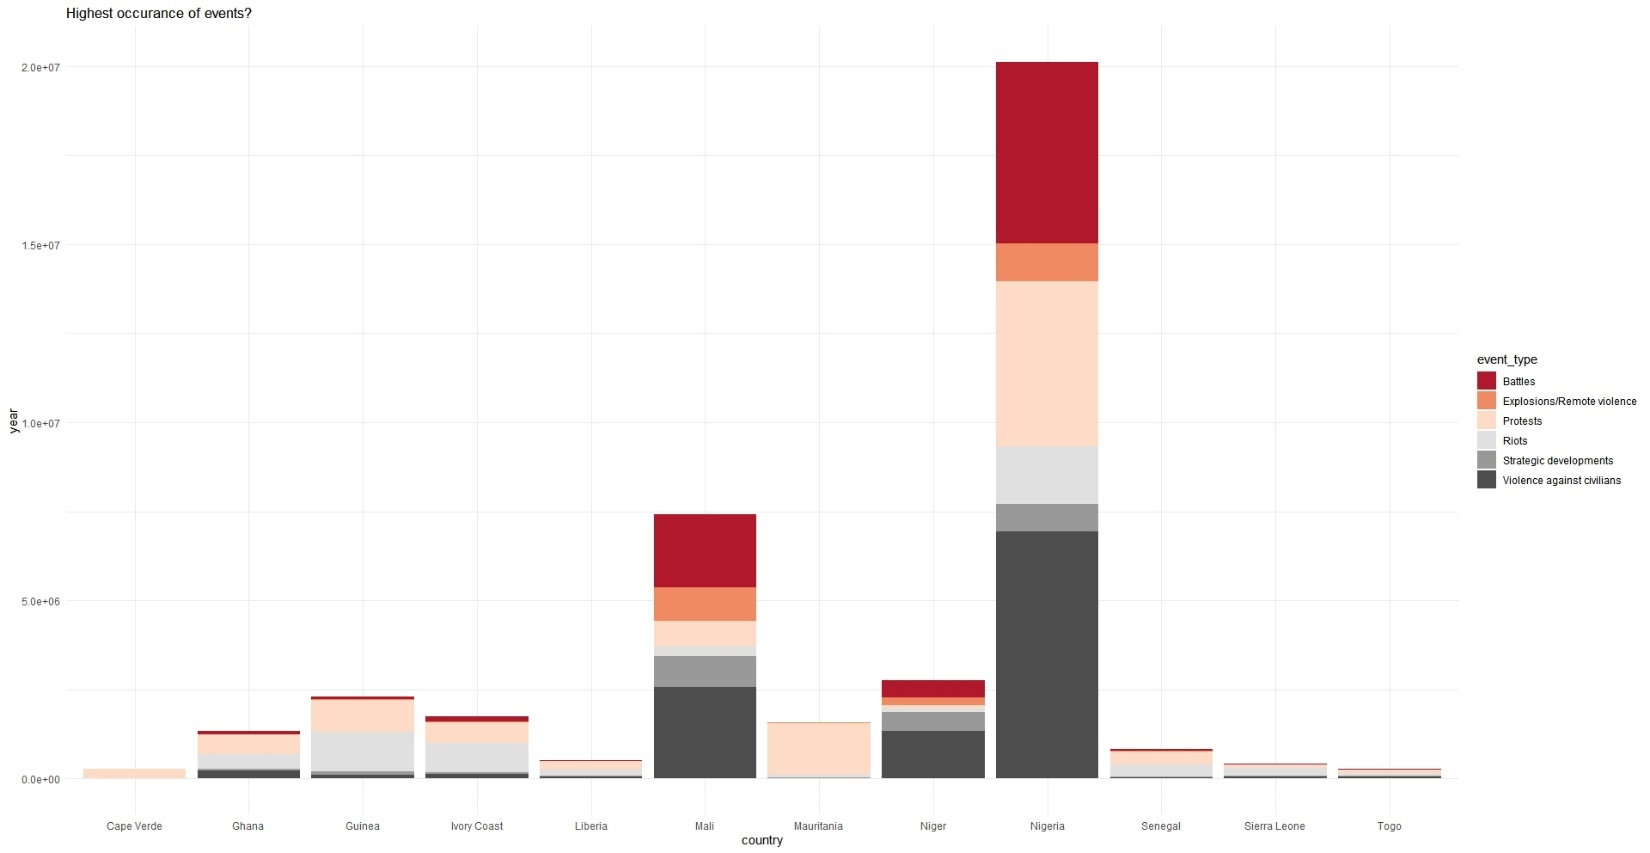 Highest occurance of events?
2.0e+07
1.5e+07
1.0e+07
5.0e+06
0.0e+00
year
Cape Verde Ghana Guinea Ivory Coast Liberia Mali Mauritania Niger Nigeria Senegal Sierra Leone Togo
country
event_type
Battles
Explosions/Remote violence
Protests
Riots
Strategic developments
Violence against civilians